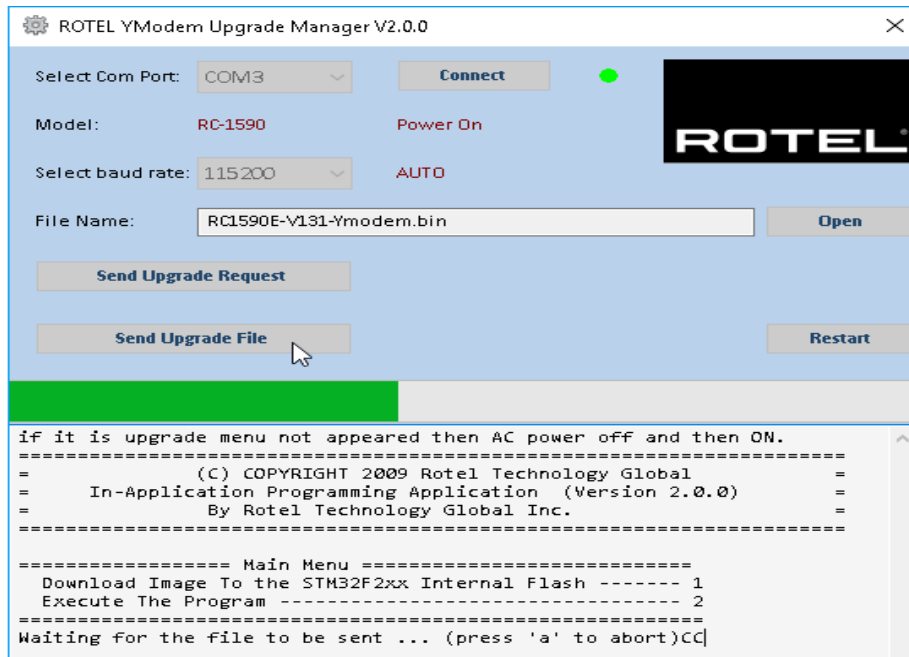 ROTEL YModem Upgrade Manager V2.0.0
Select Com Port: COM3 Connect
ROTEL
Model: RC-1590 Power On
Select baud rate: 115200 AUTO
File Name: RC1590E-V131-Ymodem.bin Open
Send Upgrade Request
Send Upgrade File Restart
if it is upgrade menu not appeared then AC power off and then ON.
======================================================================
= (C) COPYRIGHT 2009 Rotel Technology Global =
= In-Application Programming Application (Version 2.0.0) =
= By Rotel Technology Global Inc. =
======================================================================
================== Main Menu ============================
Download Image To the STM32F2xx Internal Flash ------- 1
Execute The Program ------------------------------------ 2
==========================================================
Waiting for the file to be sent ... (press 'a' to abort)CC